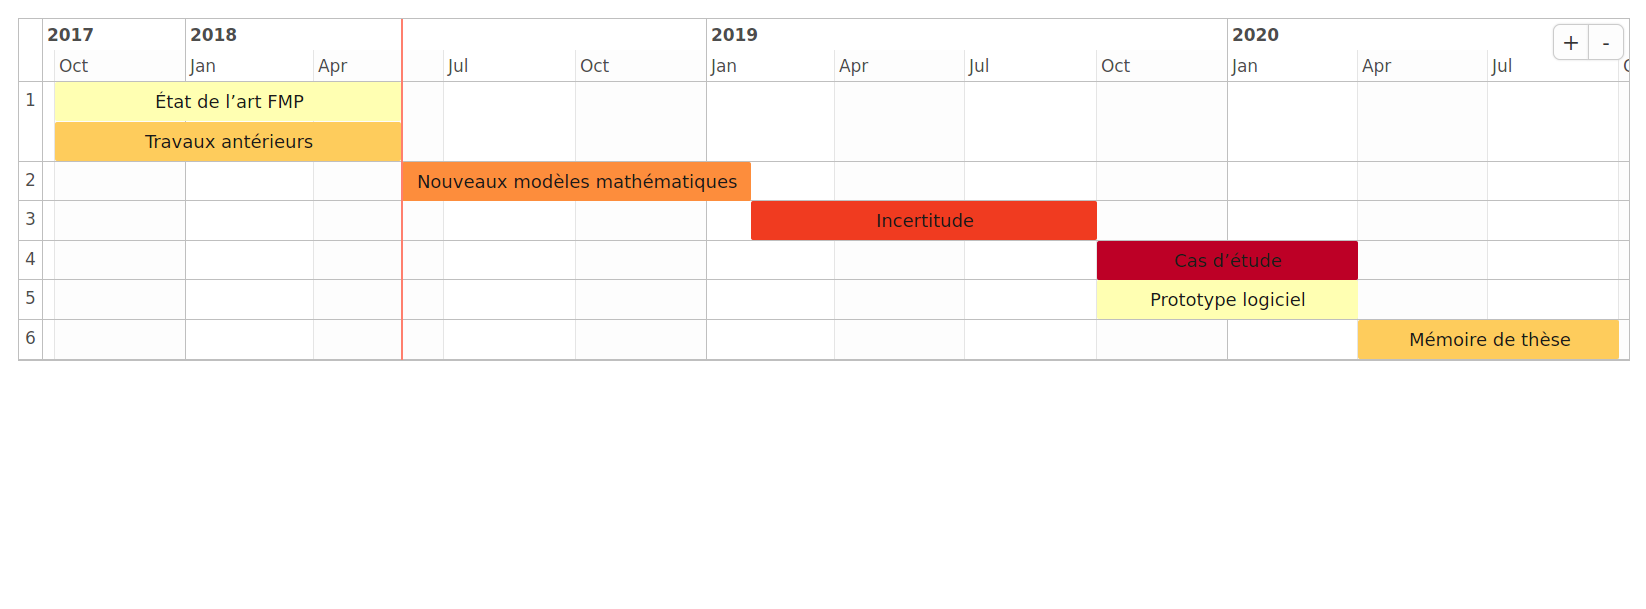 2017 2018 2019 2020 + -
Oct Jan Apr Jul Oct Jan Apr Jul Oct Jan Apr Jul
1 État de l’art FMP
Travaux antérieurs
2 Nouveaux modèles mathématiques
3 Incertitude
4 Cas d’étude
5 Prototype logiciel
6 Mémoire de thèse